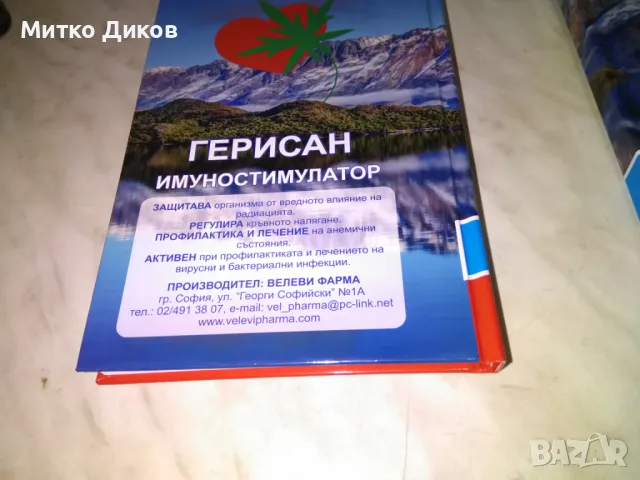 Митко Диков
ГЕРИСАН
ИМУНОСТИМУЛАТОР
ЗАЩИТАВА организма от вредното влияние на
радиацията.
РЕГУЛИРА кръвното налягане.
ПРОФИЛАКТИКА И ЛЕЧЕНИЕ на анемични
състояния.
АКТИВЕН при профилактиката и лечението на
вирусни и бактериални инфекции.
ПРОИЗВОДИТЕЛ: ВЕЛЕВИ ФАРМА
гр. София, ул. "Георги Софийски" №1А
тел.: 02/491 38 07, e-mail: vel_pharma@pc-link.net
www.velevipharma.com
BAZAR